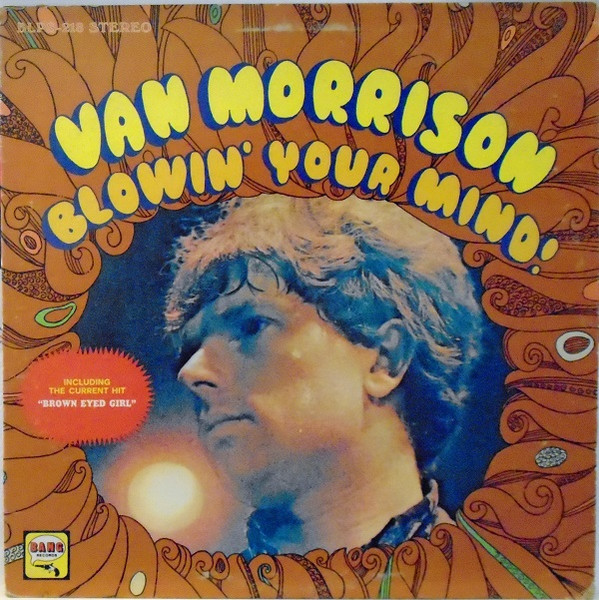 BLPS-218 STEREO
VAN MORRISON
BLOWIN' YOUR MIND!
INCLUDING
THE CURRENT HIT
"BROWN EYED GIRL"
BANG
RECORDS